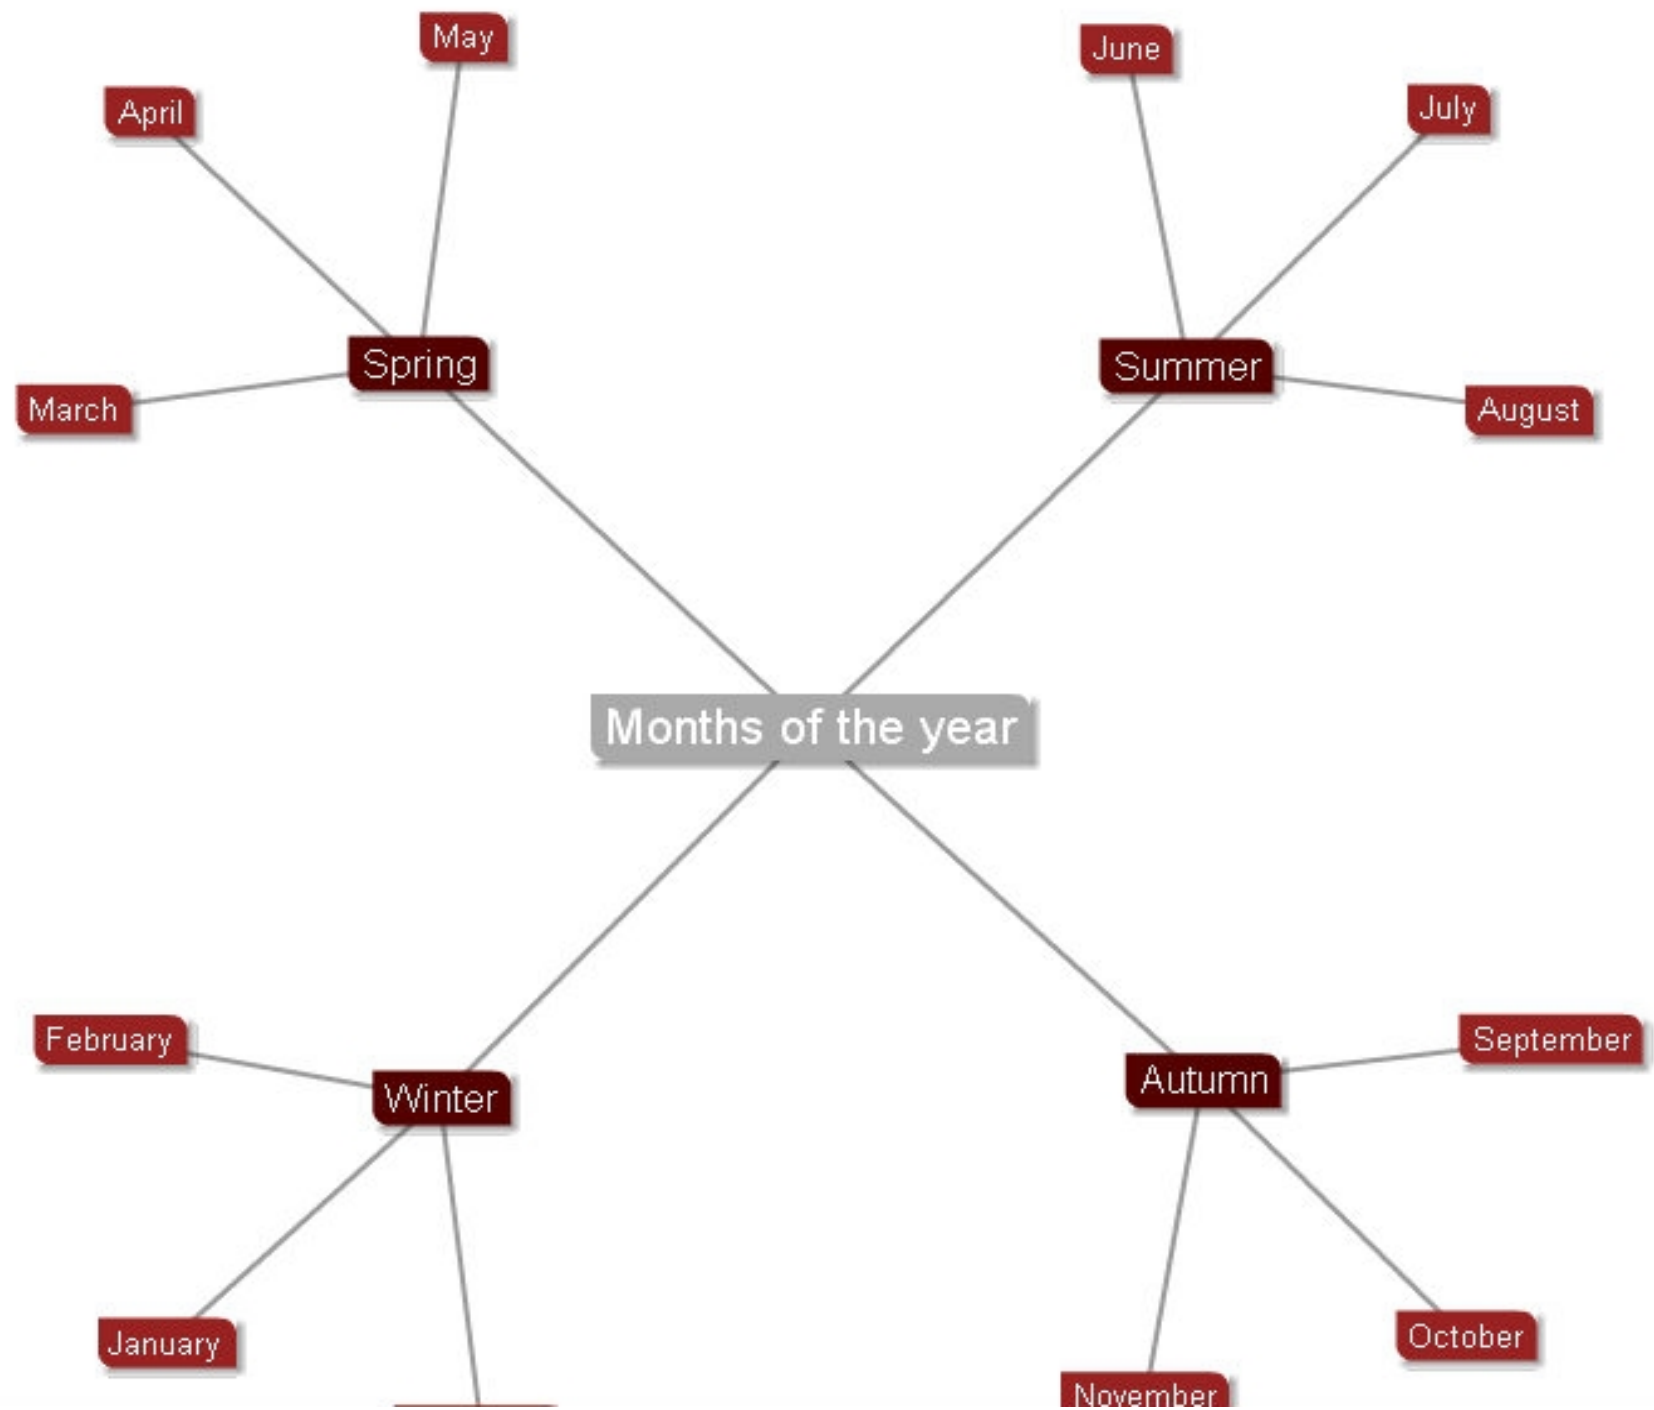 May
June
April
July
Spring
Summer
March
August
Months of the year
February
September
Winter
Autumn
January
October
November